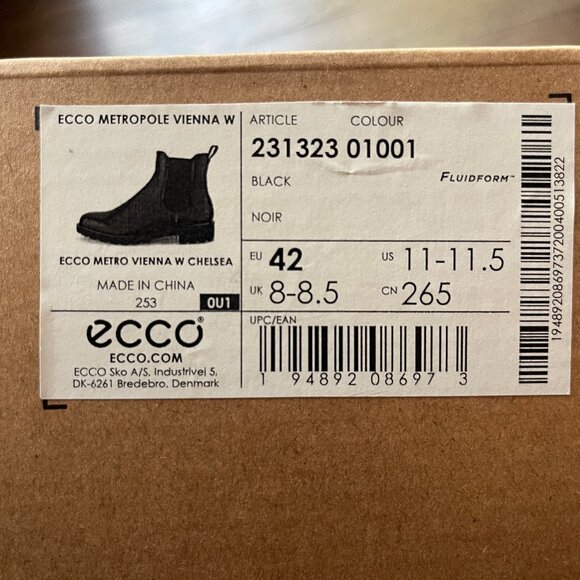 ECCO METROPOLE VIENNA W
ECCO METRO VIENNA W CHELSEA
MADE IN CHINA
253
0U1
ecco®
ECCO.COM
ECCO Sko A/S, Industrivej 5,
DK-6261 Bredebro, Denmark
ARTICLE COLOUR
231323 01001
BLACK
FLUIDFORM™
NOIR
EU 42 US 11-11.5
UK 8-8.5 CN 265
UPC/EAN
1 94892 08697 3
19489208697372004005138​22